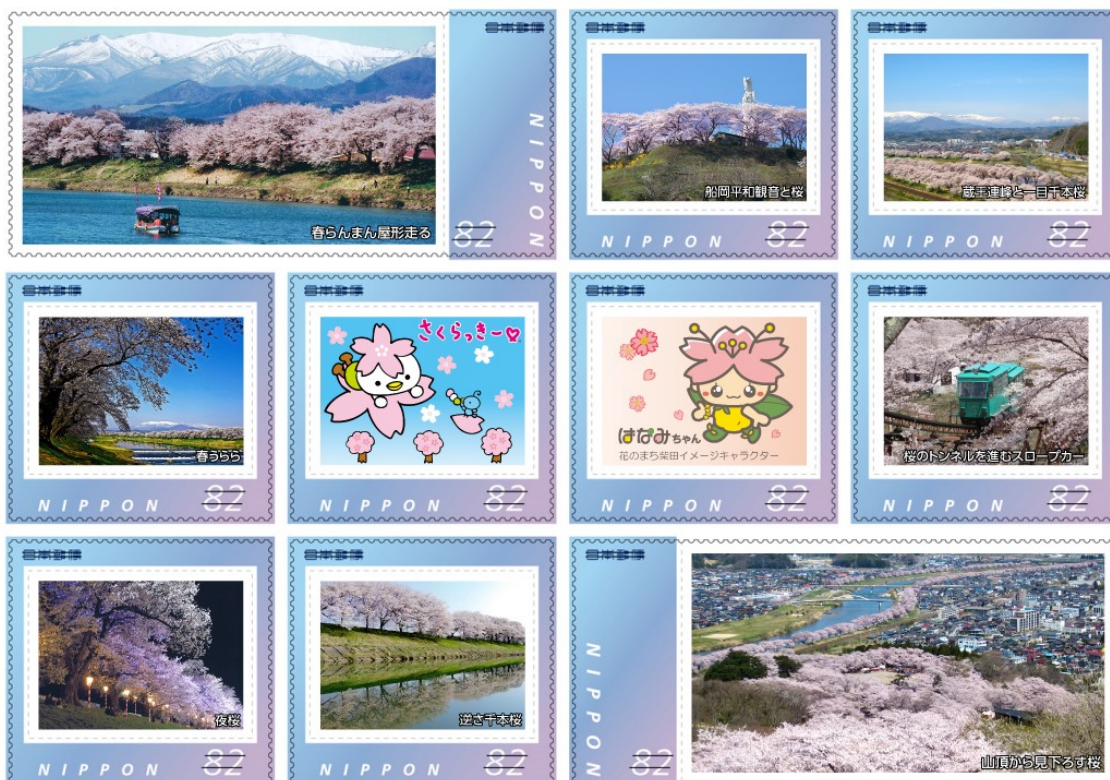 日本郵便
NIPPON
春らんまん屋形走る
82
日本郵便
船岡平和観音と桜
NIPPON
82
日本郵便
蔵王連峰と一目千本桜
NIPPON
82
日本郵便
春うらら
NIPPON
82
日本郵便
さくらっきー
NIPPON
82
日本郵便
はなみちゃん
花のまち柴田イメージキャラクター
NIPPON
82
日本郵便
桜のトンネルを進むスロープカー
NIPPON
82
日本郵便
夜桜
NIPPON
82
日本郵便
逆さ千本桜
NIPPON
82
日本郵便
NIPPON
82
山頂から見下ろす桜